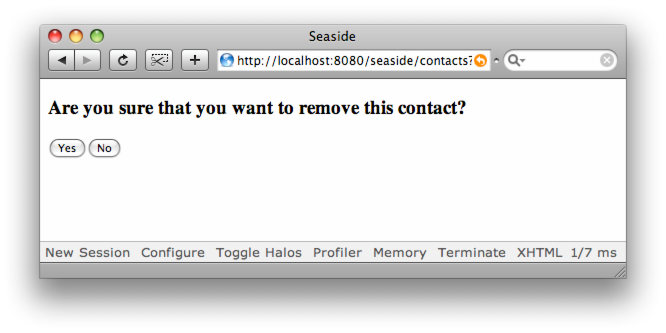 Seaside
http://localhost:8080/seaside/contacts?
Are you sure that you want to remove this contact?
Yes No
New Session Configure Toggle Halos Profiler Memory Terminate XHTML 1/7 ms